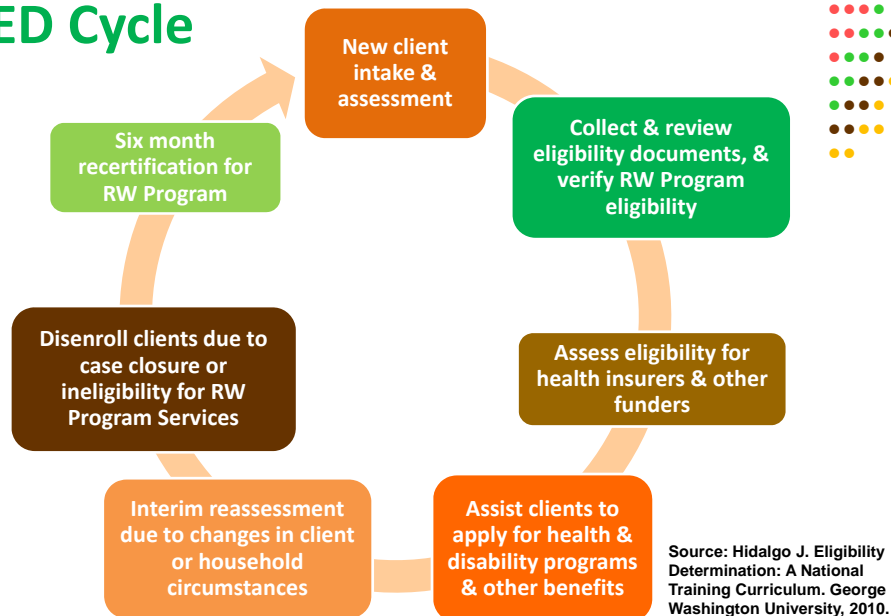 ED Cycle
New client
intake &
assessment
Collect & review
eligibility documents, &
verify RW Program
eligibility
Assess eligibility for
health insurers & other
funders
Assist clients to
apply for health &
disability programs
& other benefits
Interim reassessment
due to changes in client
or household
circumstances
Disenroll clients due to
case closure or
ineligibility for RW
Program Services
Six month
recertification for
RW Program
Source: Hidalgo J. Eligibility
Determination: A National
Training Curriculum. George
Washington University, 2010.